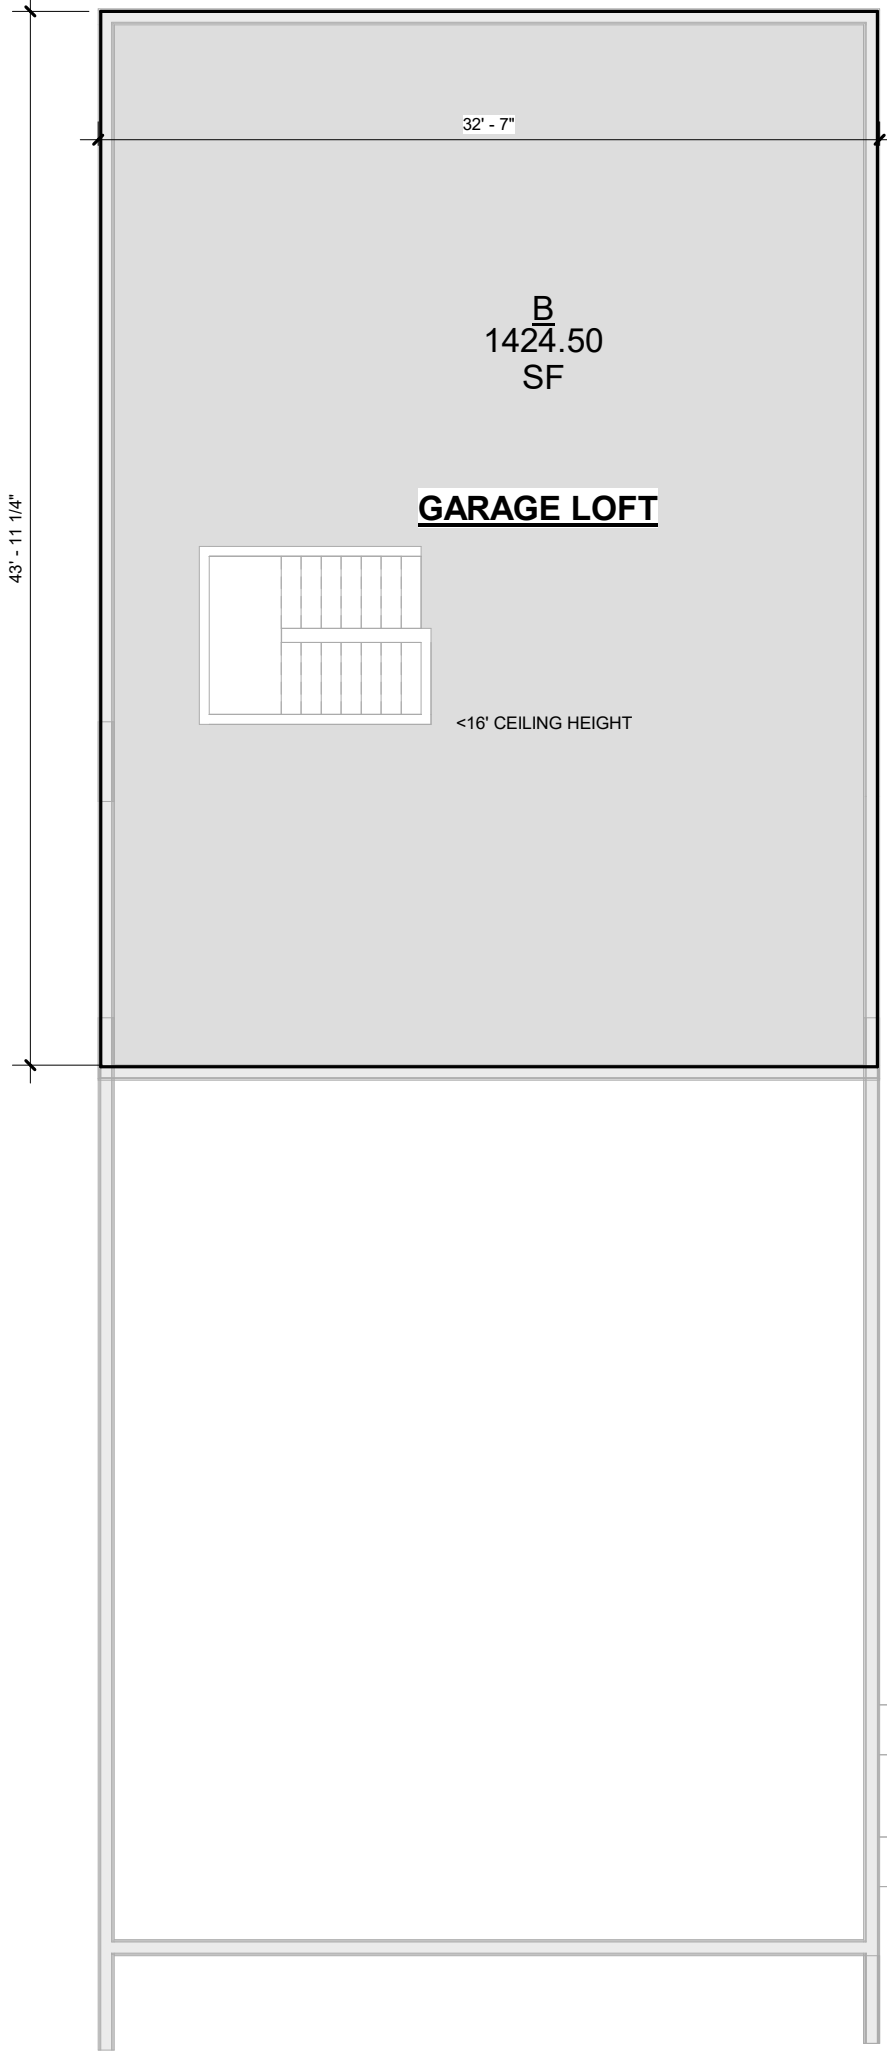 32' - 7"
B
1424.50
SF
GARAGE LOFT
43' - 11 1/4"
<16' CEILING HEIGHT